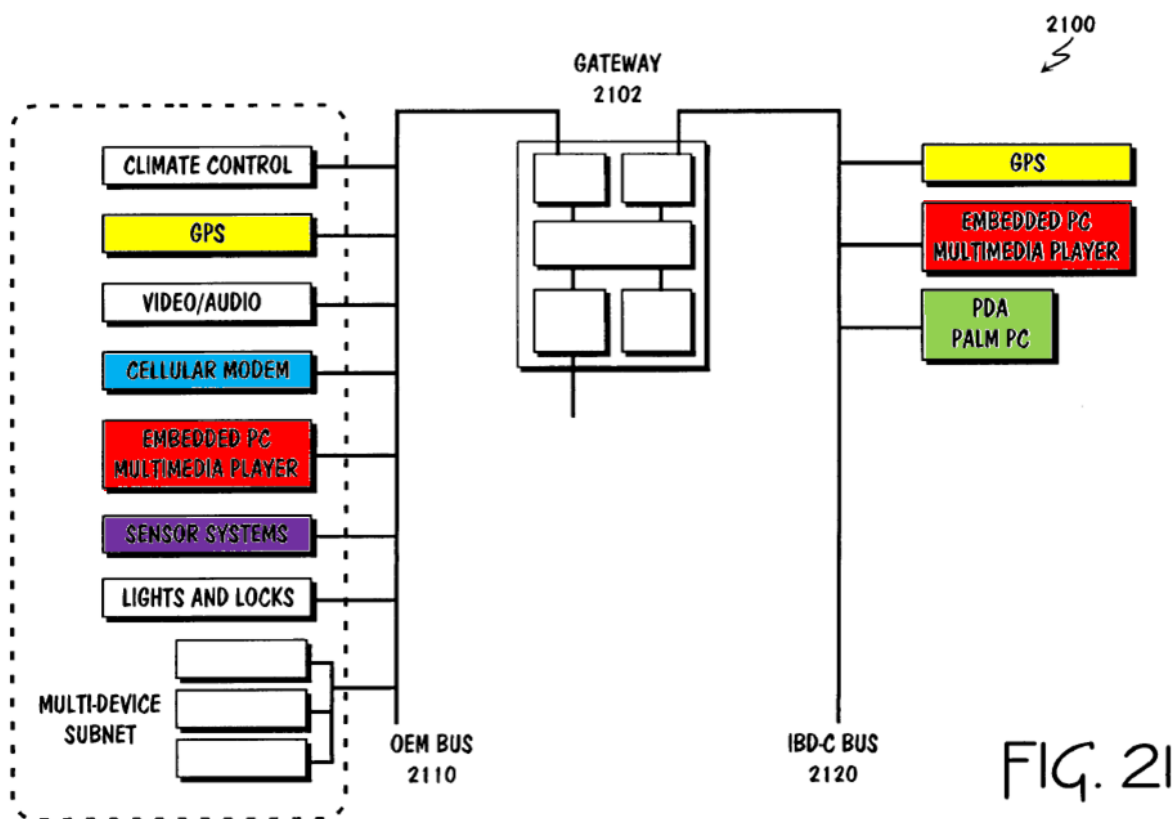 2100
GATEWAY
2102
CLIMATE CONTROL
GPS
VIDEO/AUDIO
CELLULAR MODEM
EMBEDDED PC
MULTIMEDIA PLAYER
SENSOR SYSTEMS
LIGHTS AND LOCKS
MULTI-DEVICE
SUBNET
OEM BUS
2110
GPS
EMBEDDED PC
MULTIMEDIA PLAYER
PDA
PALM PC
IBD-C BUS
2120
FIG. 21